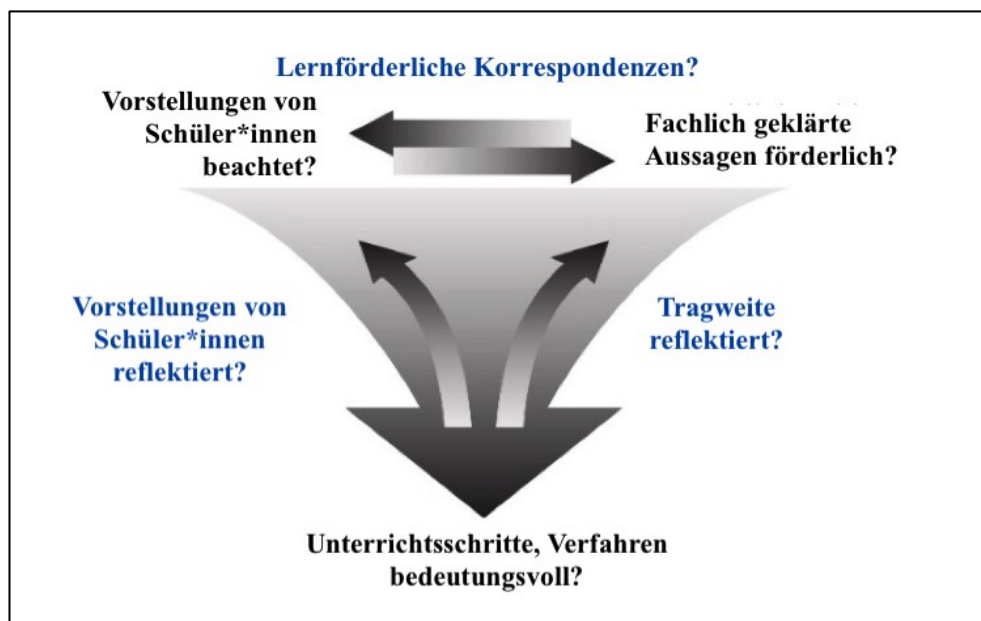 Lernförderliche Korrespondenzen?
Vorstellungen von
Schüler*innen
beachtet?
Fachlich geklärte
Aussagen förderlich?
Vorstellungen von
Schüler*innen
reflektiert?
Tragweite
reflektiert?
Unterrichtsschritte, Verfahren
bedeutungsvoll?